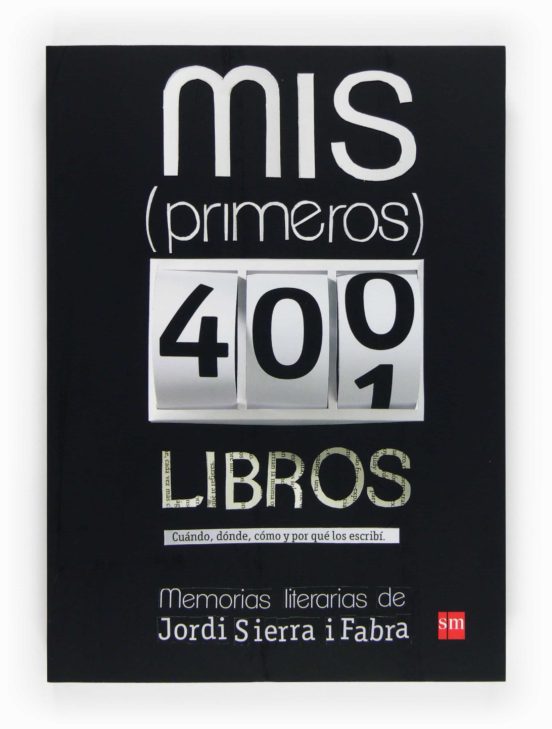 mis
(primeros)
400
1
LIBROS
Cuándo, dónde, cómo y por qué los escribí.
Memorias literarias de
Jordi Sierra i Fabra
sm